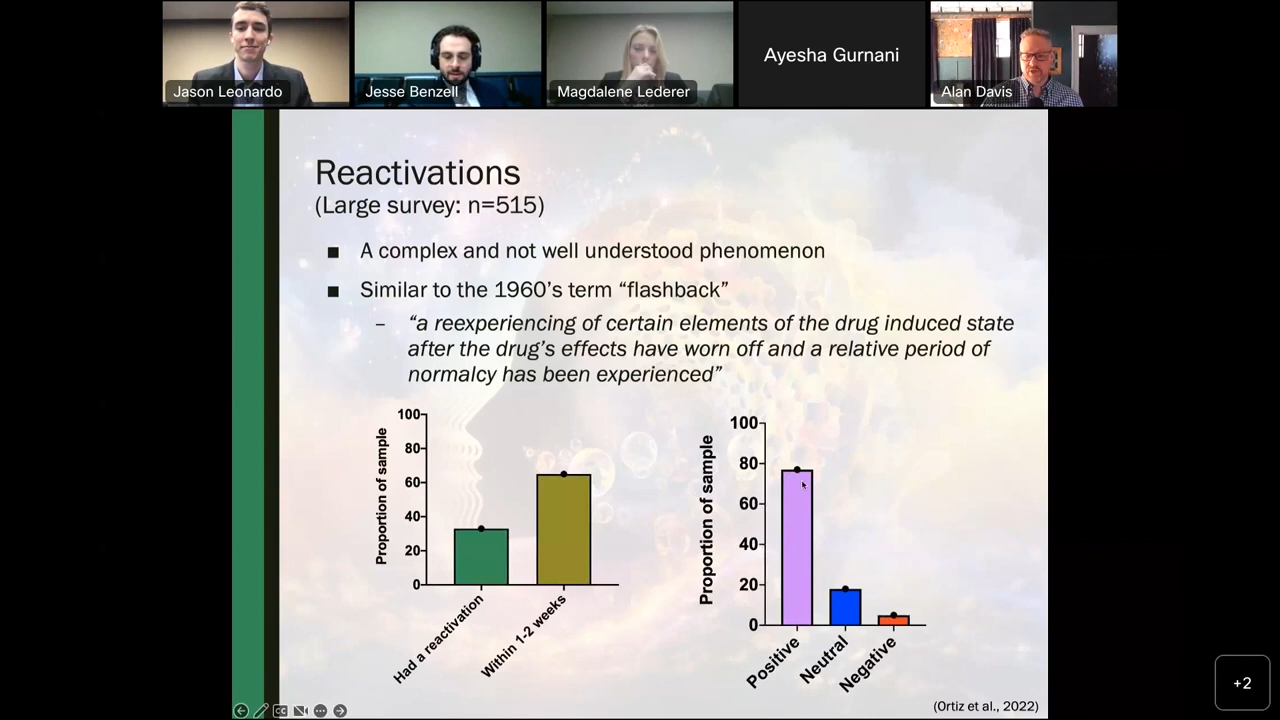 Jason Leonardo
Jesse Benzell
Magdalene Lederer
Ayesha Gurnani
Alan Davis
Reactivations
(Large survey: n=515)
■ A complex and not well understood phenomenon
■ Similar to the 1960's term “flashback”
– “a reexperiencing of certain elements of the drug induced state
after the drug's effects have worn off and a relative period of
normalcy has been experienced”
Proportion of sample
100
80
60
40
20
0
Had a reactivation
Within 1-2 weeks
Proportion of sample
100
80
60
40
20
0
Positive
Neutral
Negative
(Ortiz et al., 2022)
CC
+2